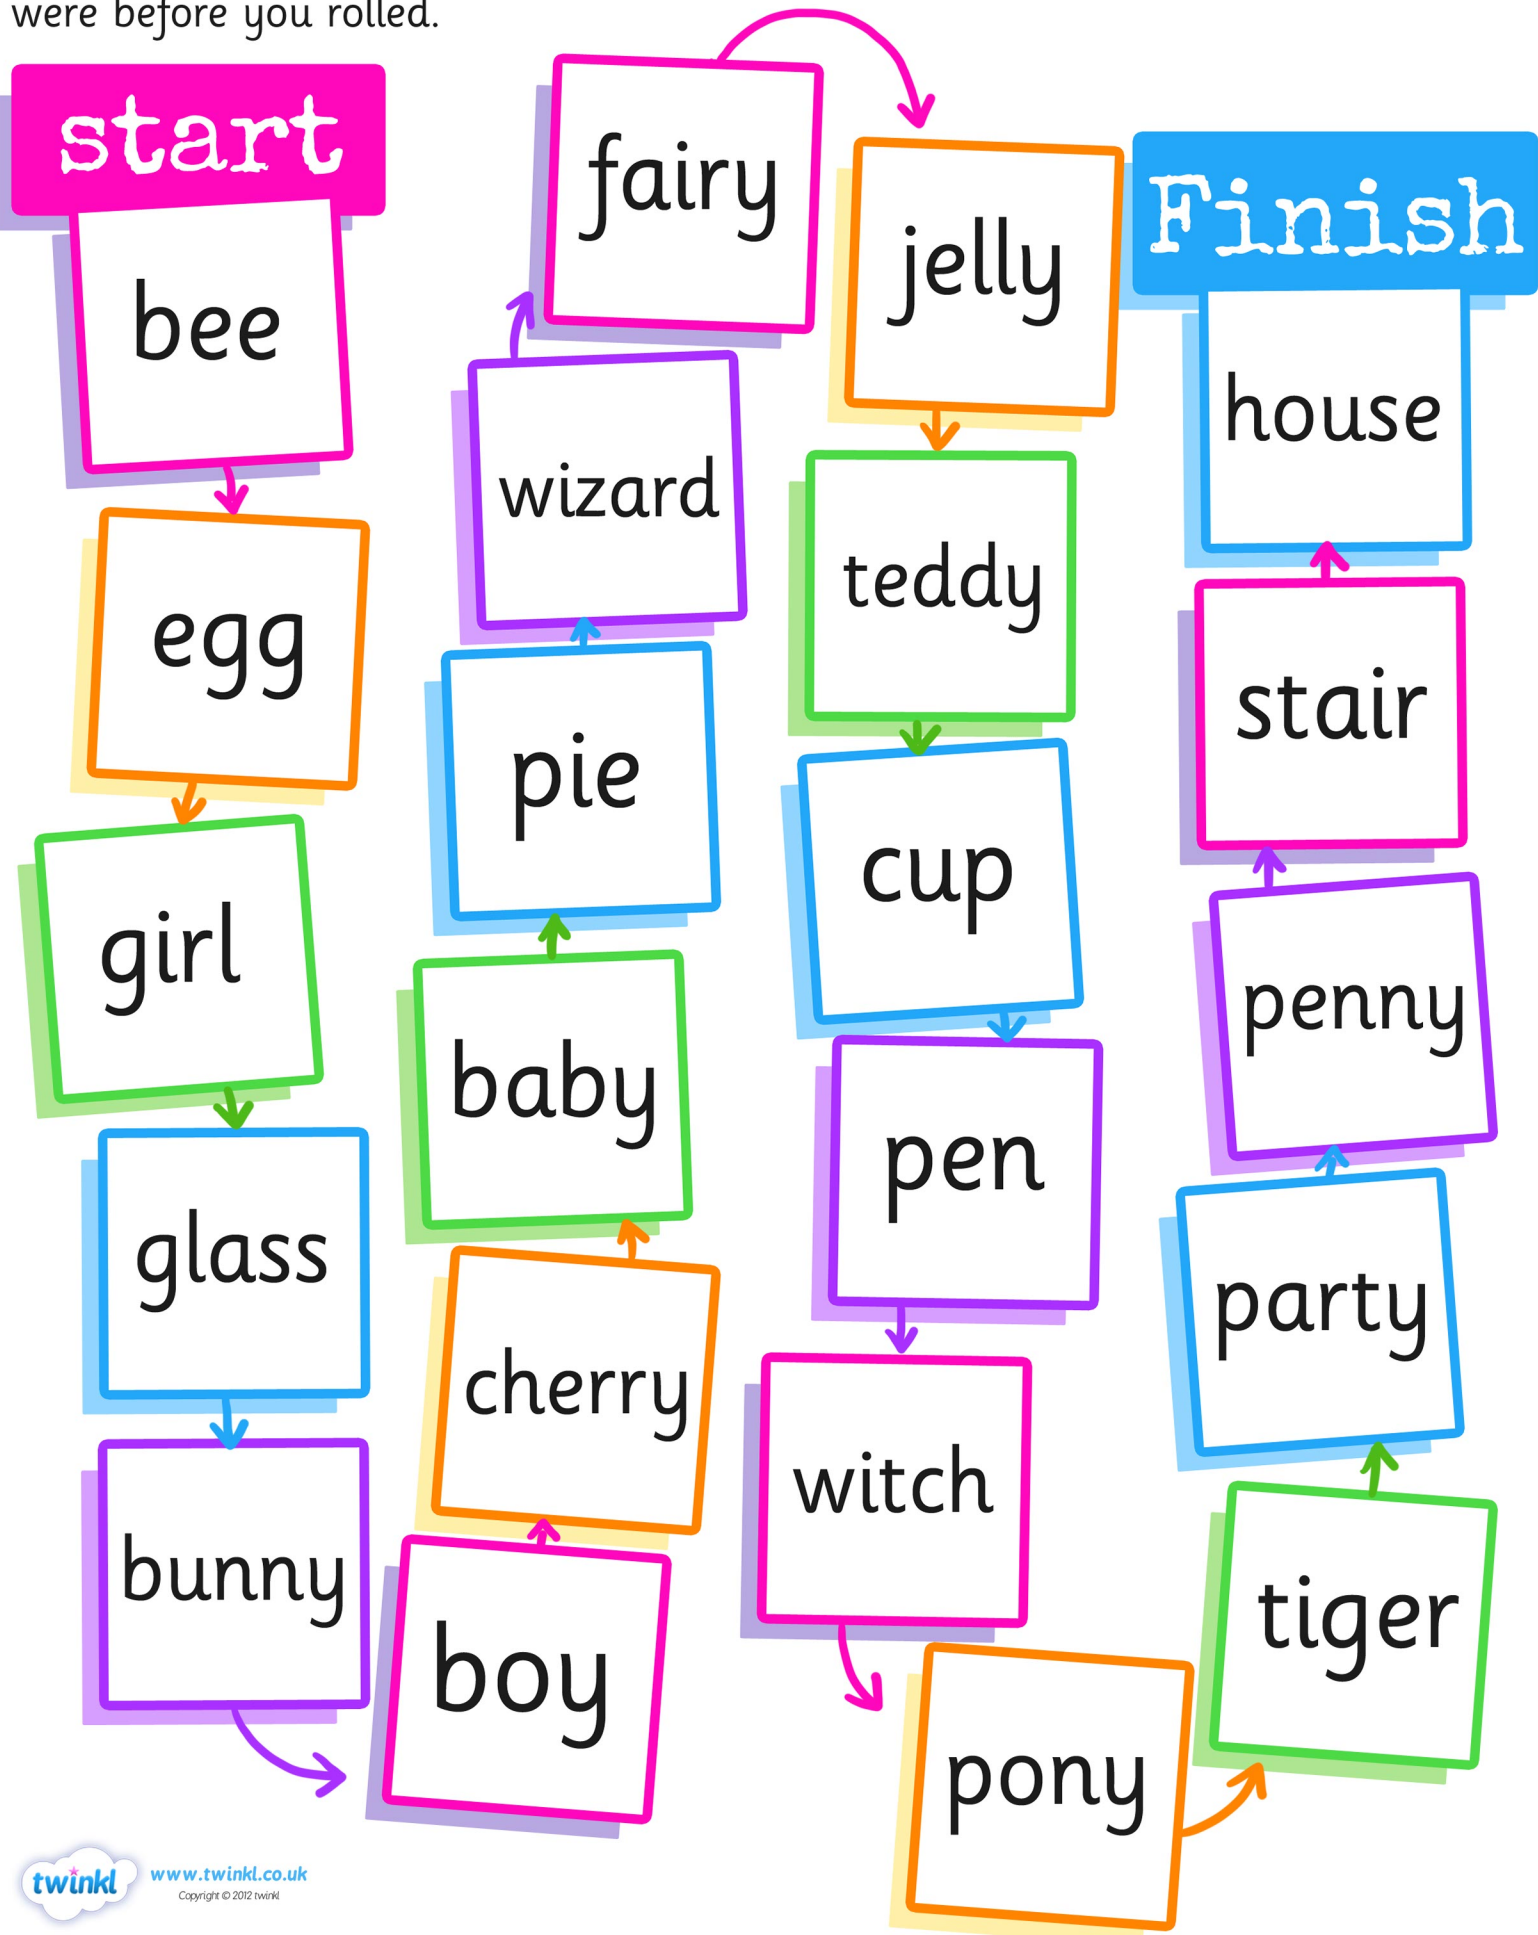 were before you rolled.
start
bee
egg
girl
glass
bunny
boy
cherry
baby
pie
wizard
fairy
jelly
teddy
cup
pen
witch
pony
tiger
party
penny
stair
house
Finish
twinkl
www.twinkl.co.uk
Copyright © 2012 twinkl